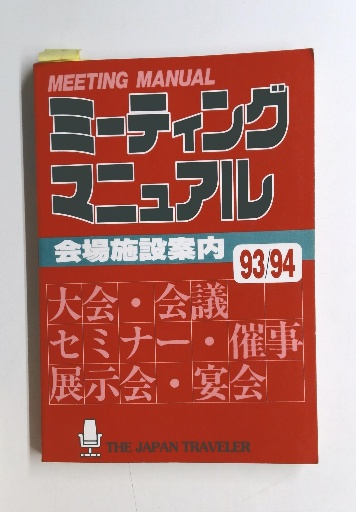 MEETING MANUAL
ミーティング
マニュアル
会場施設案内
93/94
大会・会議
セミナー・催事
展示会・宴会
THE JAPAN TRAVELER